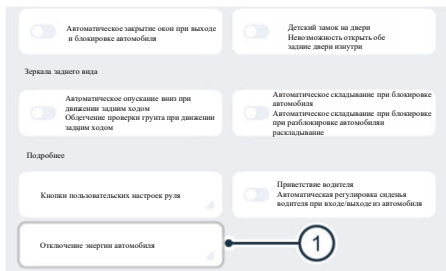 Автоматическое закрытие окон при выходе
и блокировке автомобиля
Детский замок на двери
Невозможность открыть обе
задние двери изнутри
Зеркала заднего вида
Автоматическое опускание вниз при
движении задним ходом
Облегчение проверки грунта при движении
задним ходом
Автоматическое складывание при блокировке
автомобиля
Автоматическое складывание при блокировке
при разблокировке автомобиляи
раскладывание
Подробнее
Кнопки пользовательских настроек руля
Приветствие водителя
Автоматическая регулировка сиденья
водителя при входе/выходе из автомобиля
Отключение энергии автомобиля
1